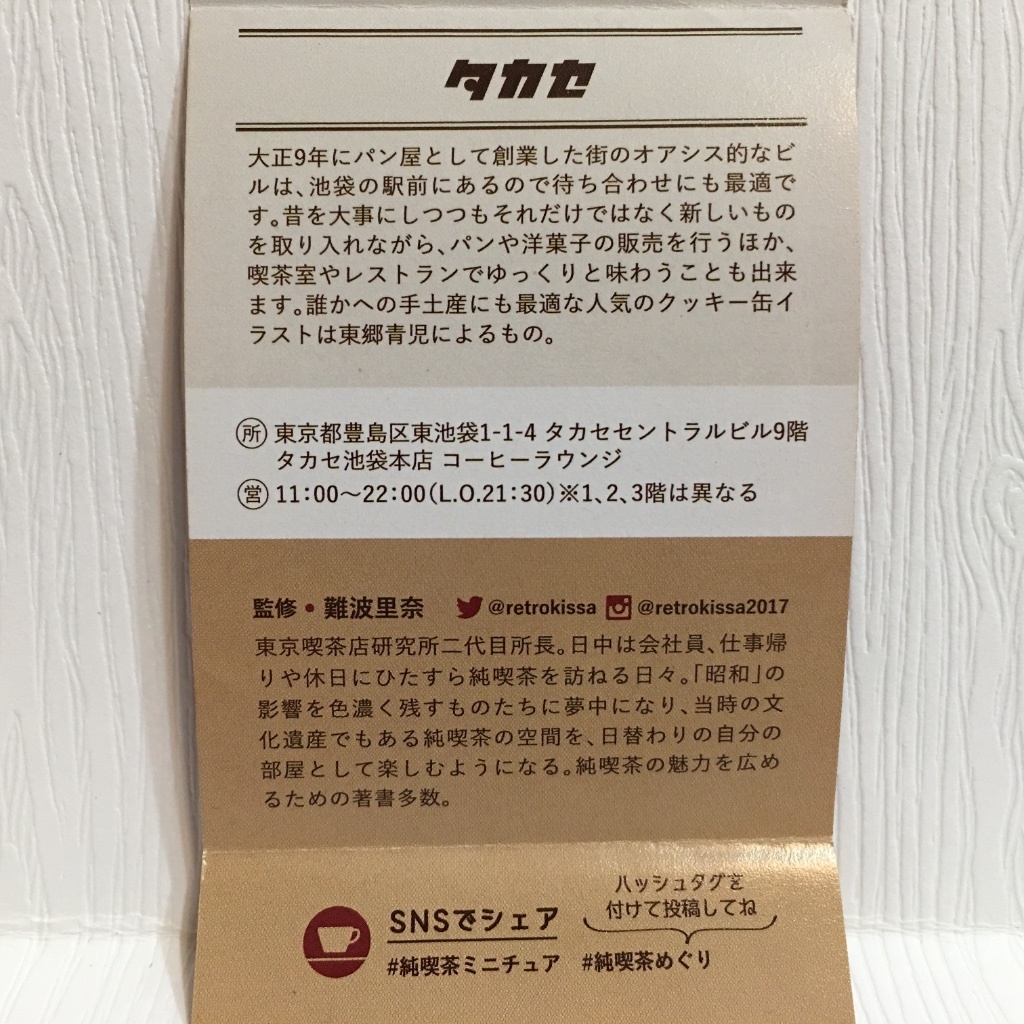 タカセ
大正9年にパン屋として創業した街のオアシス的なビ
ルは、池袋の駅前にあるので待ち合わせにも最適で
す。昔を大事にしつつもそれだけではなく新しいもの
を取り入れながら、パンや洋菓子の販売を行うほか、
喫茶室やレストランでゆっくりと味わうことも出来
ます。誰かへの手土産にも最適な人気のクッキー缶イ
ラストは東郷青児によるもの。
所 東京都豊島区東池袋1-1-4 タカセセントラルビル9階
タカセ池袋本店 コーヒーラウンジ
営 11:00〜22:00(L.O.21:30)※1、2、3階は異なる
監修・難波里奈 @retrokissa @retrokissa2017
東京喫茶店研究所二代目所長。日中は会社員、仕事帰
りや休日にひたすら純喫茶を訪ねる日々。「昭和」の
影響を色濃く残すものたちに夢中になり、当時の文
化遺産でもある純喫茶の空間を、日替わりの自分の
部屋として楽しむようになる。純喫茶の魅力を広め
るための著書多数。
ハッシュタグを
付けて投稿してね
SNSでシェア
#純喫茶ミニチュア #純喫茶めぐり